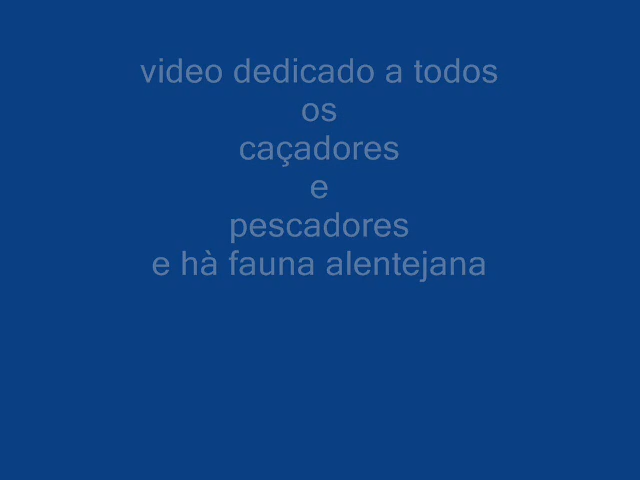 video dedicado a todos
os
caçadores
e
pescadores
e hà fauna alentejana